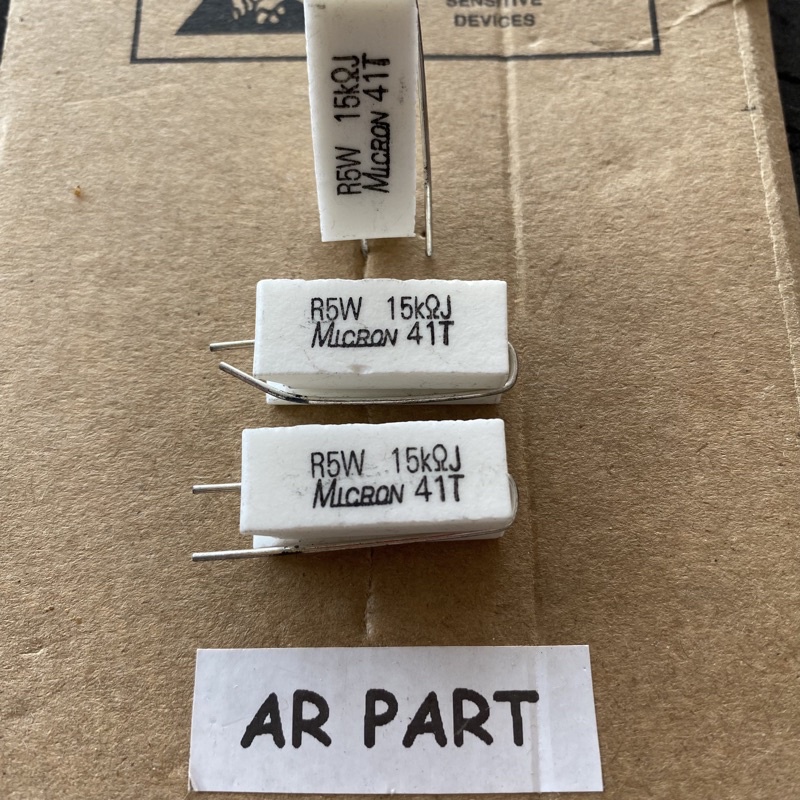 SENSITIVE
DEVICES
R5W 15kΩJ
MICRON 41T
R5W 15kΩJ
MICRON 41T
R5W 15kΩJ
MICRON 41T
AR PART